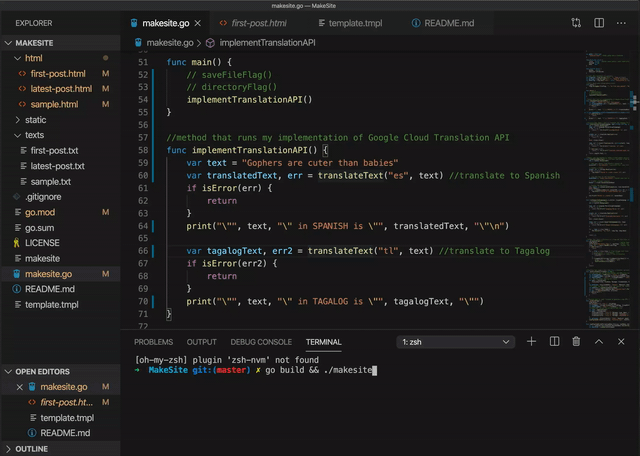 makesite.go — MakeSite
EXPLORER
MAKESITE
html
first-post.html M
latest-post.html M
sample.html M
static
texts
first-post.txt
latest-post.txt
sample.txt
.gitignore
go.mod M
go.sum
LICENSE
makesite
makesite.go M
README.md
template.tmpl
OPEN EDITORS
makesite.go M
first-post.ht... M
template.tmpl
README.md
OUTLINE
makesite.go first-post.html template.tmpl README.md
makesite.go > implementTranslationAPI
51 func main() {
52 // saveFileFlag()
53 // directoryFlag()
54 implementTranslationAPI()
55 }
56
57 //method that runs my implementation of Google Cloud Translation API
58 func implementTranslationAPI() {
59 var text = "Gophers are cuter than babies"
60 var translatedText, err = translateText("es", text) //translate to Spanish
61 if isError(err) {
62 return
63 }
64 print("\"", text, "\" in SPANISH is \"", translatedText, "\"\n")
65
66 var tagalogText, err2 = translateText("tl", text) //translate to Tagalog
67 if isError(err2) {
68 return
69 }
70 print("\"", text, "\" in TAGALOG is \"", tagalogText, "\"")
71 }
72
PROBLEMS OUTPUT DEBUG CONSOLE TERMINAL 1: zsh
[oh-my-zsh] plugin 'zsh-nvm' not found
➜ MakeSite git:(master) ✗ go build && ./makesite